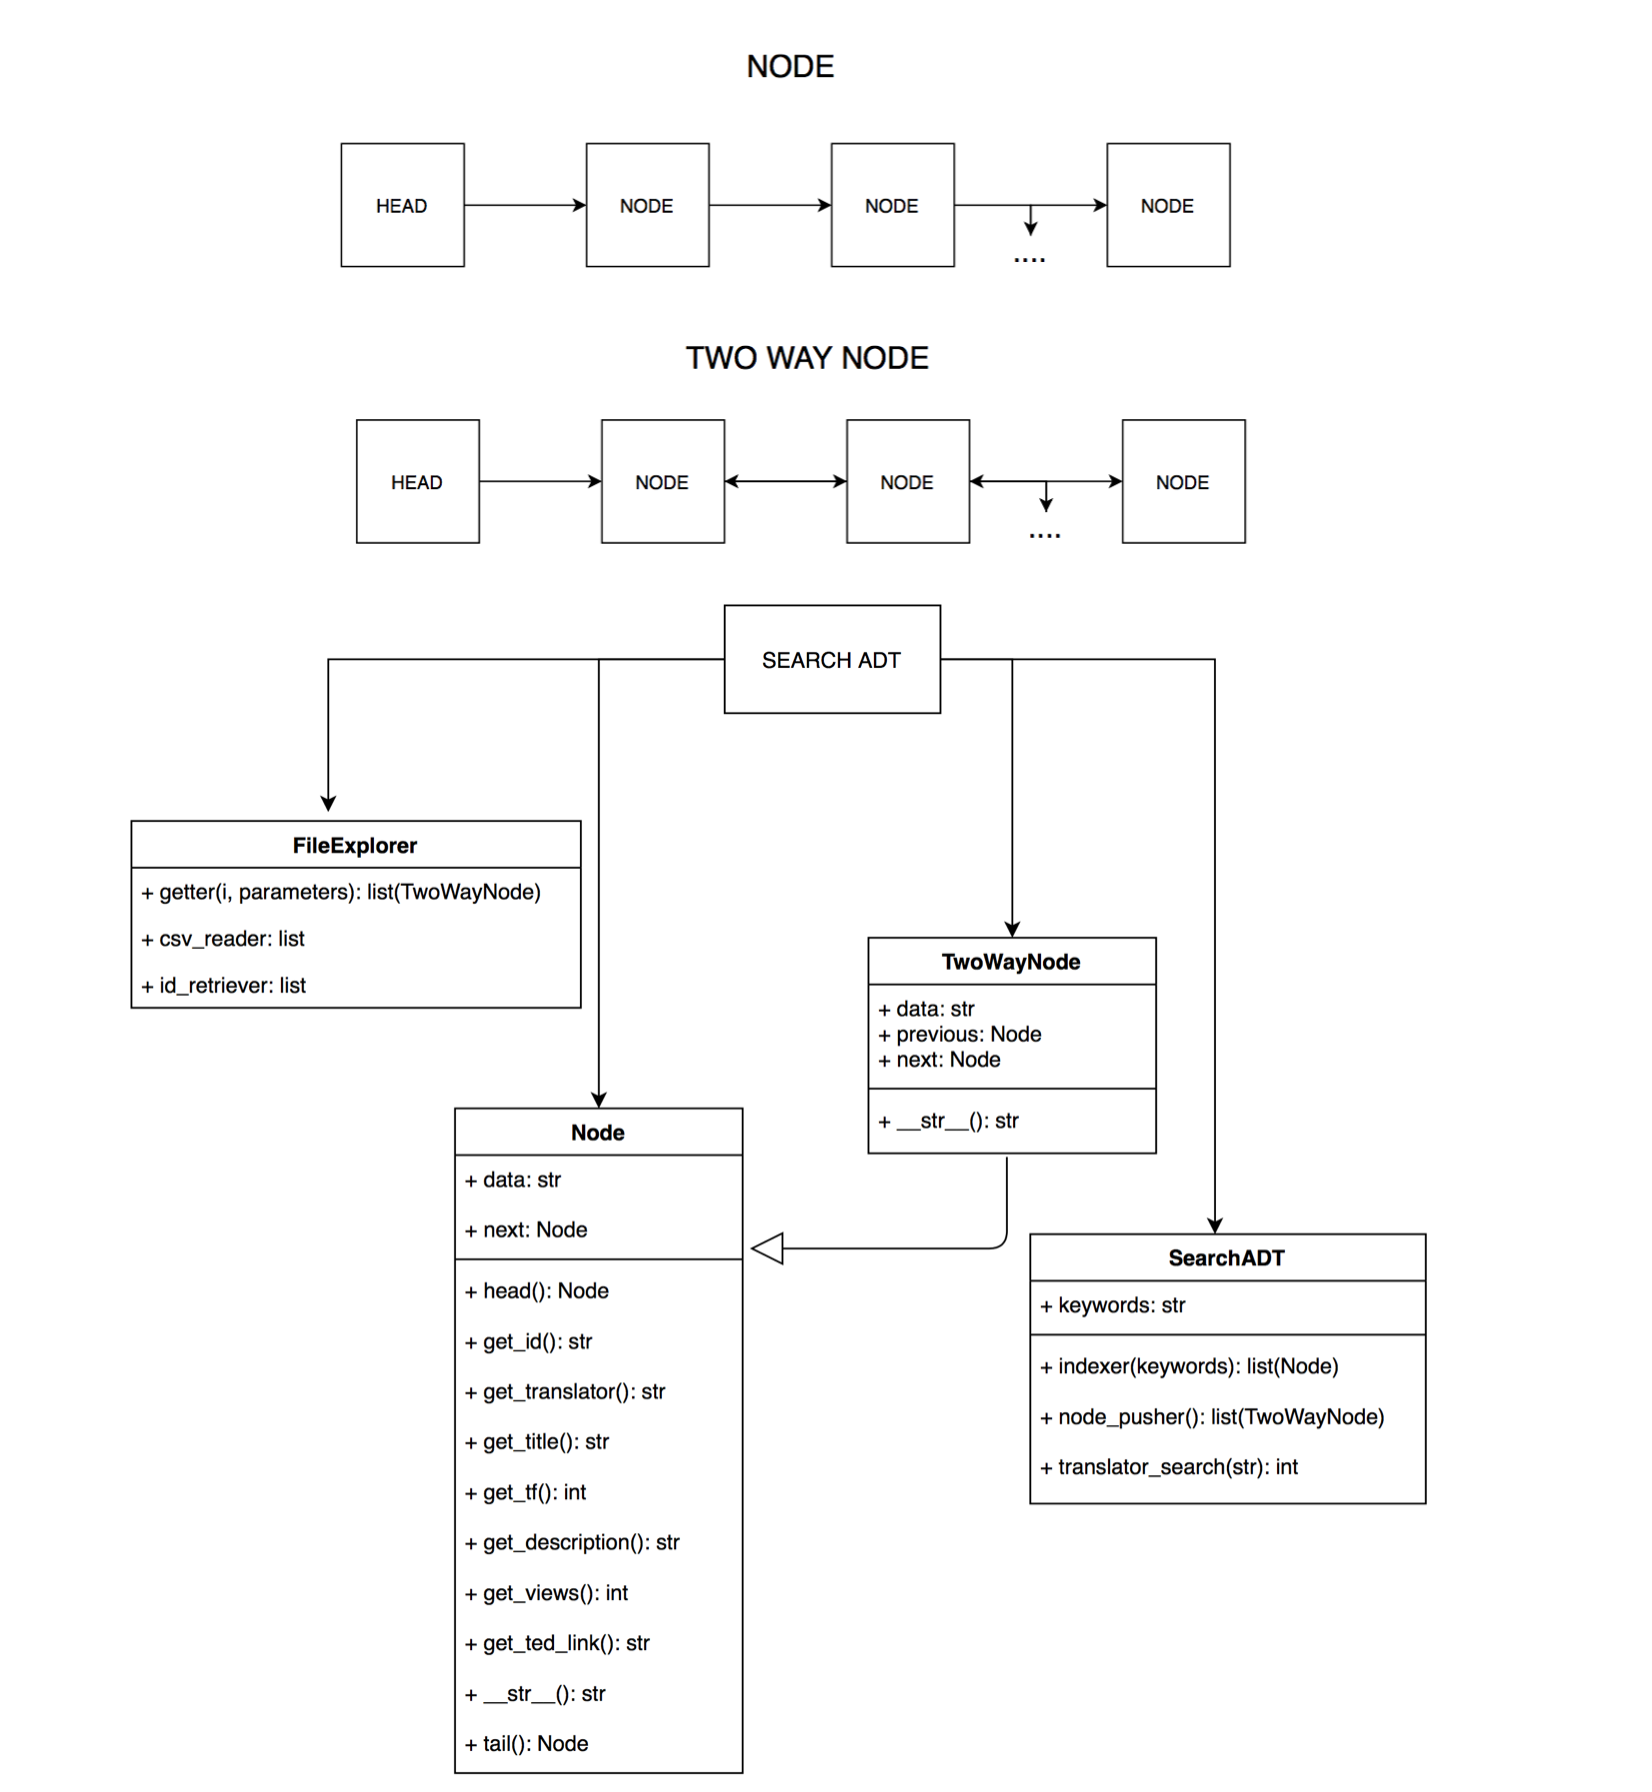 NODE
HEAD
NODE
NODE
NODE
....
TWO WAY NODE
HEAD
NODE
NODE
NODE
....
SEARCH ADT
FileExplorer
+ getter(i, parameters): list(TwoWayNode)
+ csv_reader: list
+ id_retriever: list
TwoWayNode
+ data: str
+ previous: Node
+ next: Node
+ __str__(): str
Node
+ data: str
+ next: Node
+ head(): Node
+ get_id(): str
+ get_translator(): str
+ get_title(): str
+ get_tf(): int
+ get_description(): str
+ get_views(): int
+ get_ted_link(): str
+ __str__(): str
+ tail(): Node
SearchADT
+ keywords: str
+ indexer(keywords): list(Node)
+ node_pusher(): list(TwoWayNode)
+ translator_search(str): int